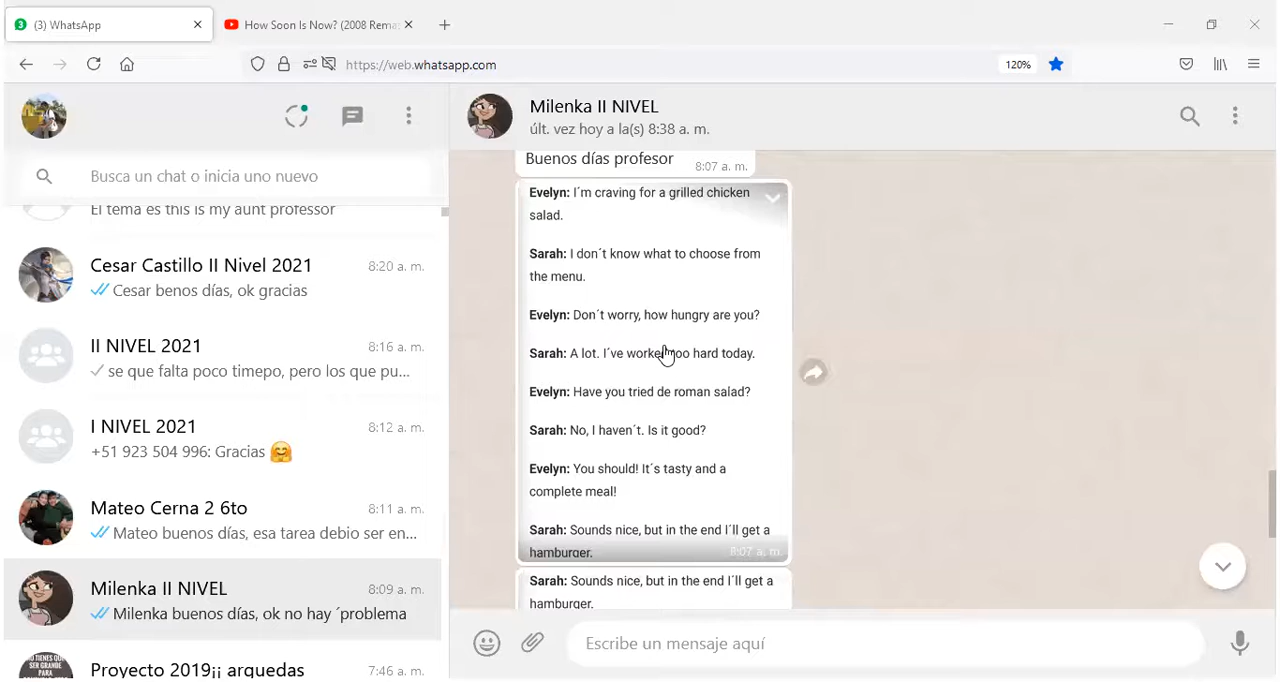 (3) WhatsApp
How Soon Is Now? (2008 Rema
https://web.whatsapp.com
120%
Busca un chat o inicia uno nuevo
El tema es this is my aunt professor
Cesar Castillo II Nivel 2021
8:20 a. m.
Cesar benos días, ok gracias
II NIVEL 2021
8:16 a. m.
se que falta poco timepo, pero los que pu...
I NIVEL 2021
8:12 a. m.
+51 923 504 996: Gracias 🤗
Mateo Cerna 2 6to
8:11 a. m.
Mateo buenos días, esa tarea debio ser en...
Milenka II NIVEL
8:09 a. m.
Milenka buenos días, ok no hay ´problema
Proyecto 2019¡¡ arguedas
7:46 a. m.
Milenka II NIVEL
últ. vez hoy a la(s) 8:38 a. m.
Buenos días profesor
8:07 a. m.
Evelyn: I´m craving for a grilled chicken
salad.
Sarah: I don´t know what to choose from
the menu.
Evelyn: Don´t worry, how hungry are you?
Sarah: A lot. I´ve worked too hard today.
Evelyn: Have you tried de roman salad?
Sarah: No, I haven´t. Is it good?
Evelyn: You should! It´s tasty and a
complete meal!
Sarah: Sounds nice, but in the end I´ll get a
hamburger.
8:07 a. m.
Sarah: Sounds nice, but in the end I´ll get a
hamburger.
Escribe un mensaje aquí